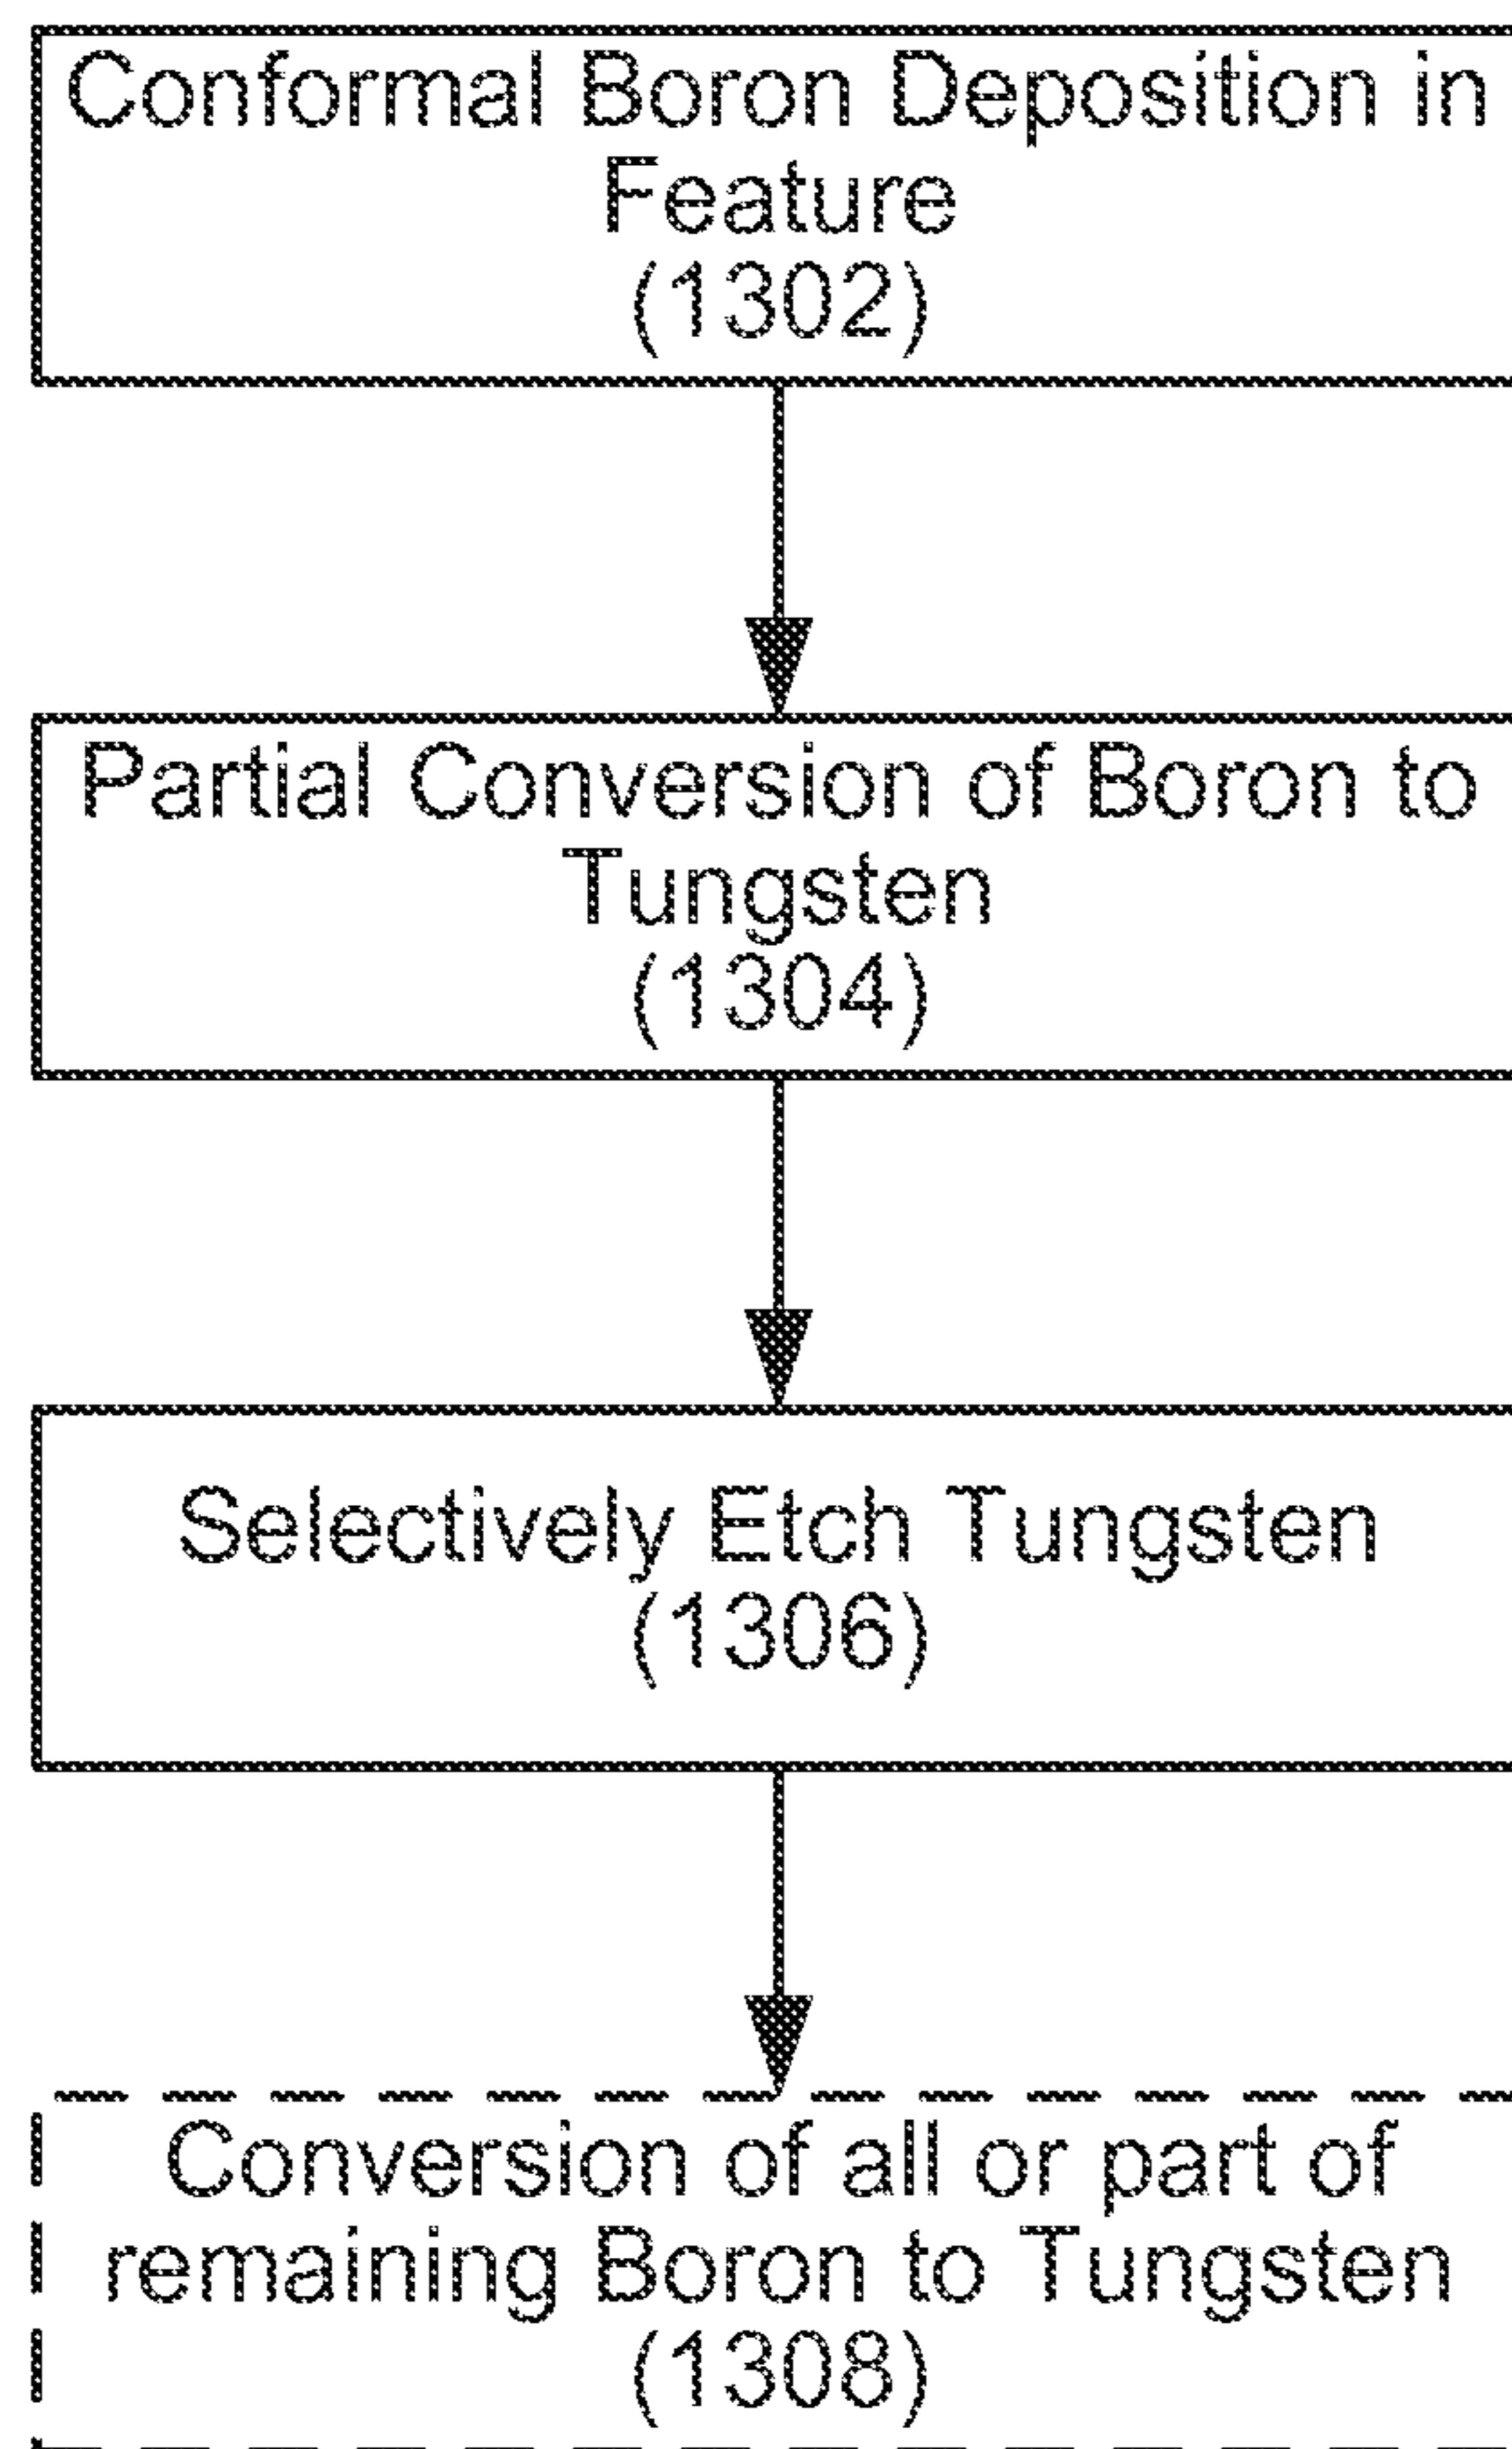 Conformal Boron Deposition in
Feature
(1302)
Partial Conversion of Boron to
Tungsten
(1304)
Selectively Etch Tungsten
(1306)
Conversion of all or part of
remaining Boron to Tungsten
(1308)